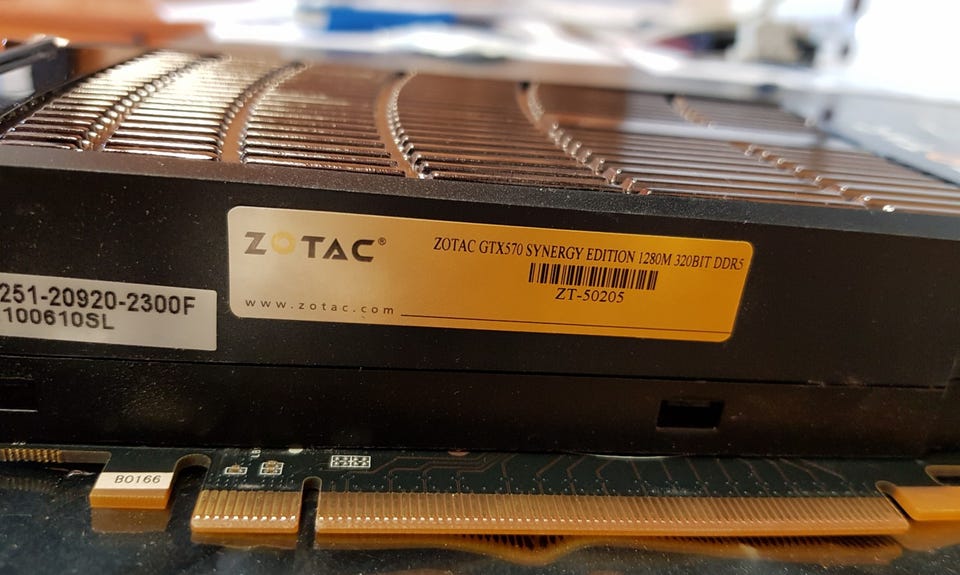 ZOTAC®
ZOTAC GTX570 SYNERGY EDITION 1280M 320BIT DDR5
ZT-50205
www.zotac.com
251-20920-2300F
100610SL
B0166